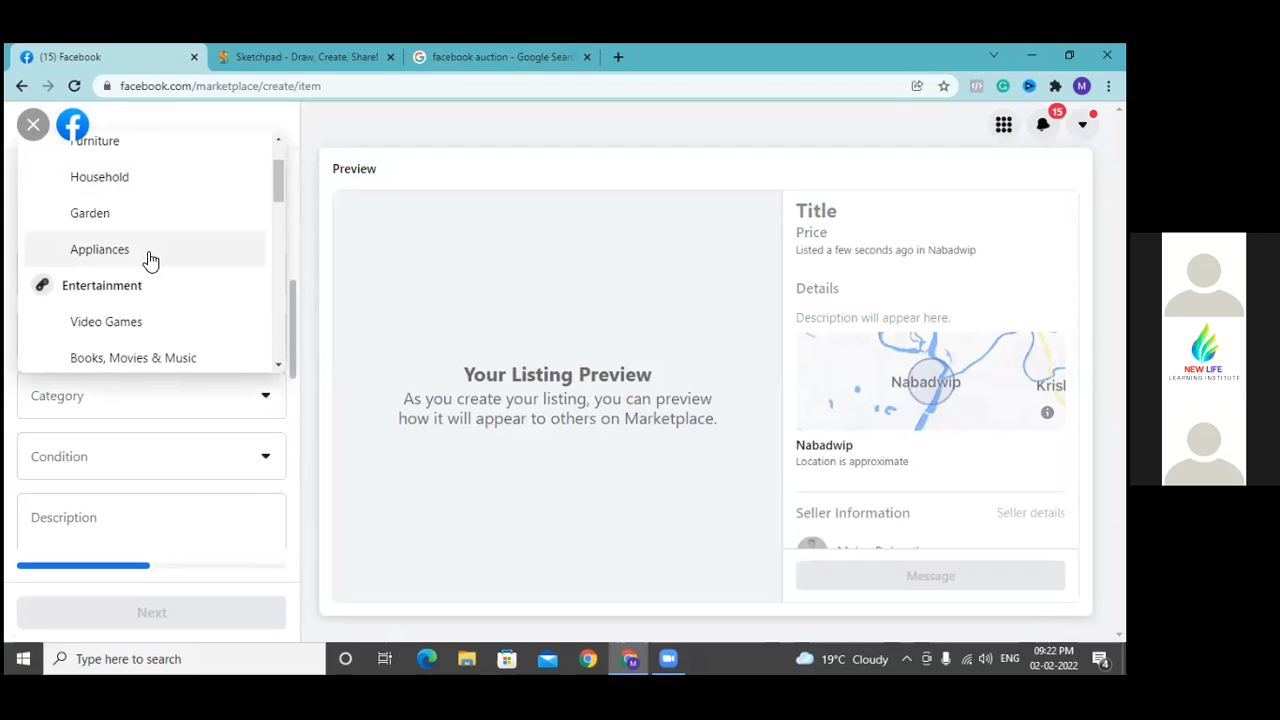 (15) Facebook
Sketchpad - Draw, Create, Share!
facebook auction - Google Sear
facebook.com/marketplace/create/item
M
15
Furniture
Household
Garden
Appliances
Entertainment
Video Games
Books, Movies & Music
Category
Condition
Description
Next
Preview
Your Listing Preview
As you create your listing, you can preview
how it will appear to others on Marketplace.
Title
Price
Listed a few seconds ago in Nabadwip
Details
Description will appear here.
Nabadwip
Krisl
Nabadwip
Location is approximate
Seller Information
Seller details
Message
NEW LIFE
LEARNING INSTITUTE
Type here to search
M
19°C Cloudy
ENG
09:22 PM
02-02-2022
4